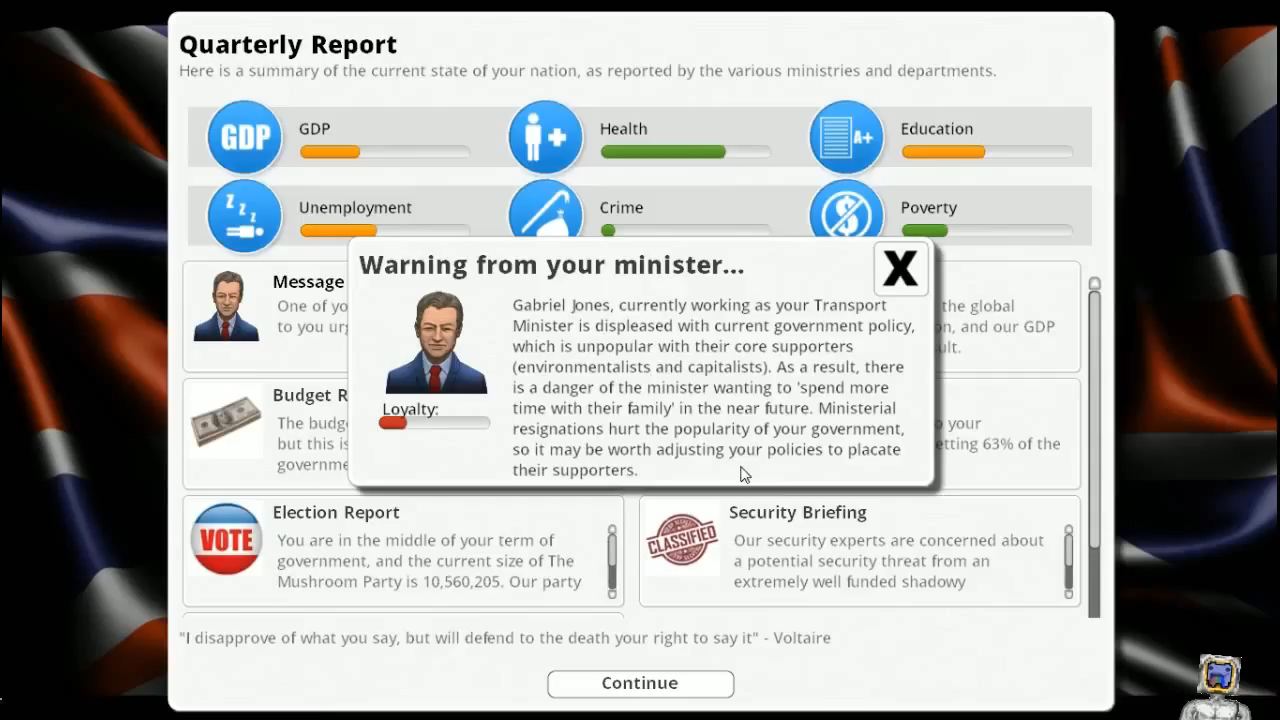 Quarterly Report
Here is a summary of the current state of your nation, as reported by the various ministries and departments.
GDP
GDP
Health
A+
Education
z z z
Unemployment
Crime
$
Poverty
Warning from your minister...
X
Gabriel Jones, currently working as your Transport
Minister is displeased with current government policy,
which is unpopular with their core supporters
(environmentalists and capitalists). As a result, there
is a danger of the minister wanting to 'spend more
time with their family' in the near future. Ministerial
resignations hurt the popularity of your government,
so it may be worth adjusting your policies to placate
their supporters.
Loyalty:
Message
One of yo
to you ur
the global
n, and our GDP
ult.
Budget R
The budg
but this is
governme
your
etting 63% of the
VOTE
Election Report
You are in the middle of your term of
government, and the current size of The
Mushroom Party is 10,560,205. Our party
CLASSIFIED
Security Briefing
Our security experts are concerned about
a potential security threat from an
extremely well funded shadowy
"I disapprove of what you say, but will defend to the death your right to say it" - Voltaire
Continue